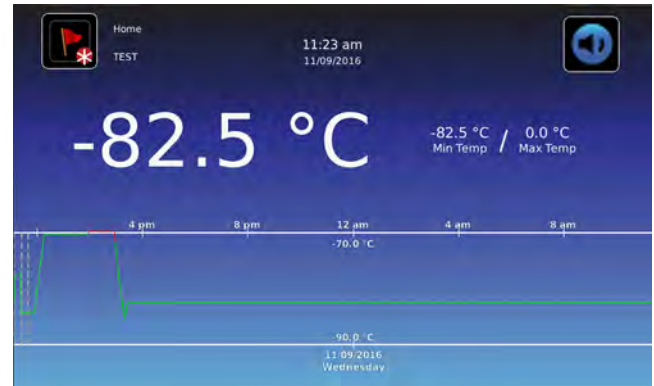 Home
TEST
11:23 am
11/09/2016
-82.5 °C
-82.5 °C / 0.0 °C
Min Temp Max Temp
4 pm 8 pm 12 am 4 am 8 am
-70.0 °C
90.0 °C
11 09 2016
Wednesday